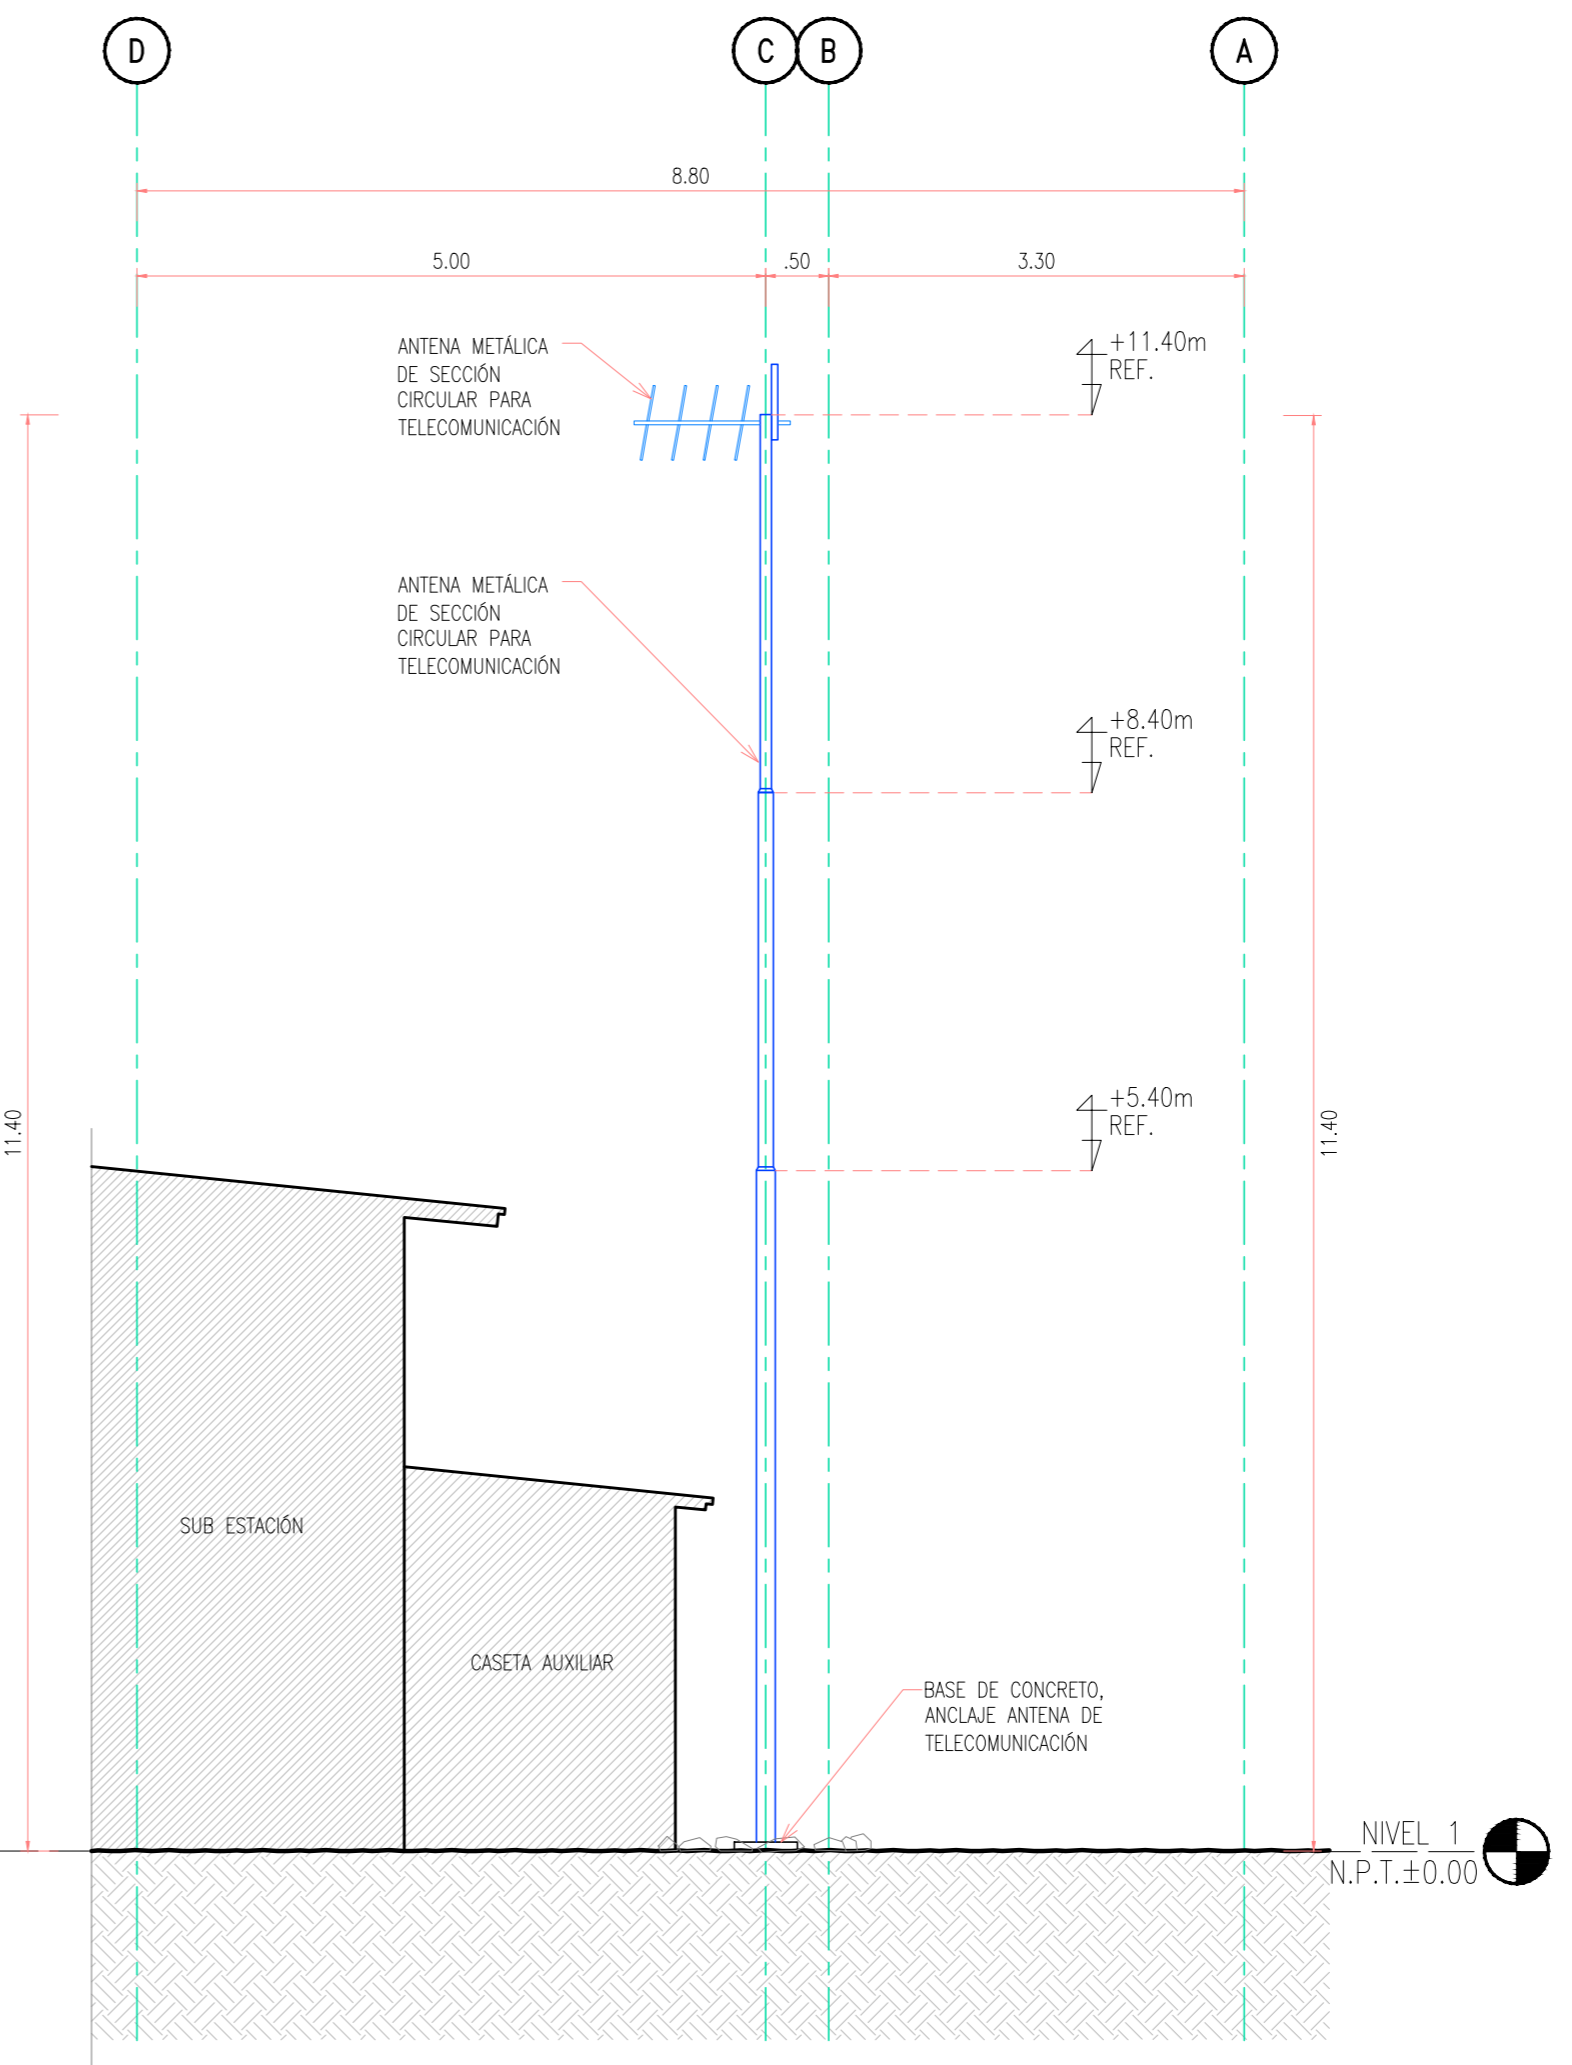 D
C
B
A
8.80
5.00
.50
3.30
ANTENA METÁLICA
DE SECCIÓN
CIRCULAR PARA
TELECOMUNICACIÓN
+11.40m
REF.
ANTENA METÁLICA
DE SECCIÓN
CIRCULAR PARA
TELECOMUNICACIÓN
+8.40m
REF.
+5.40m
REF.
11.40
11.40
SUB ESTACIÓN
CASETA AUXILIAR
BASE DE CONCRETO,
ANCLAJE ANTENA DE
TELECOMUNICACIÓN
NIVEL 1
N.P.T.±0.00